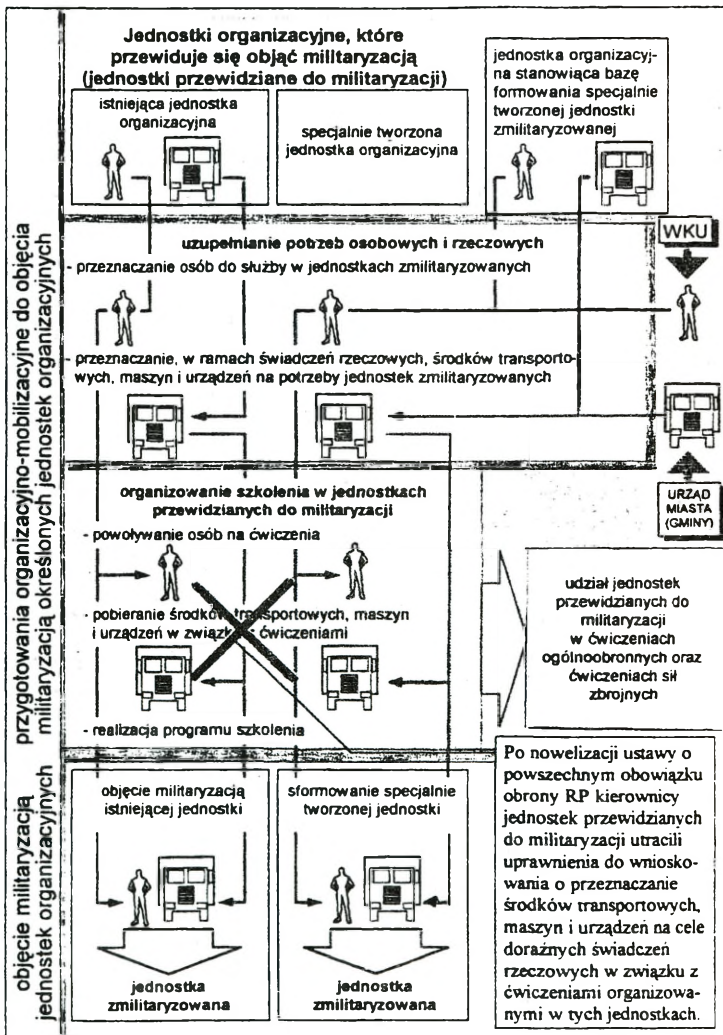 Jednostki organizacyjne, które
przewiduje się objąć militaryzacją
(jednostki przewidziane do militaryzacji)
istniejąca jednostka
organizacyjna
specjalnie tworzona
jednostka organizacyjna
jednostka organizacyj-
na stanowiąca bazę
formowania specjalnie
tworzonej jednostki
zmilitaryzowanej
przygotowania organizacyjno-mobilizacyjne do objęcia
militaryzacją określonych jednostek organizacyjnych
uzupełnianie potrzeb osobowych i rzeczowych
- przeznaczanie osób do służby w jednostkach zmilitaryzowanych
WKU
- przeznaczanie, w ramach świadczeń rzeczowych, środków transporto-
wych, maszyn i urządzeń na potrzeby jednostek zmilitaryzowanych
URZĄD
MIASTA
(GMINY)
organizowanie szkolenia w jednostkach
przewidzianych do militaryzacji
- powoływanie osób na ćwiczenia
- pobieranie środków transportowych, maszyn
i urządzeń w związku z ćwiczeniami
- realizacja programu szkolenia
udział jednostek
przewidzianych do
militaryzacji
w ćwiczeniach
ogólnoobronnych oraz
ćwiczeniach sił
zbrojnych
objęcie militaryzacją
jednostek organizacyjnych
objęcie militaryzacją
istniejącej jednostki
jednostka
zmilitaryzowana
sformowanie specjalnie
tworzonej jednostki
jednostka
zmilitaryzowana
Po nowelizacji ustawy o
powszechnym obowiązku
obrony RP kierownicy
jednostek przewidzianych
do militaryzacji utracili
uprawnienia do wniosko-
wania o przeznaczanie
środków transportowych,
maszyn i urządzeń na cele
doraźnych świadczeń
rzeczowych w związku z
ćwiczeniami organizowa-
nymi w tych jednostkach.